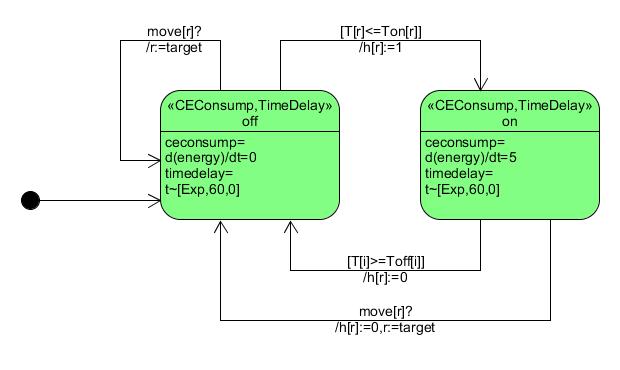 move[r]?
/r:=target
[T[r]<=Ton[r]]
/h[r]:=1
«CEConsump,TimeDelay»
off
ceconsump=
d(energy)/dt=0
timedelay=
t~[Exp,60,0]
«CEConsump,TimeDelay»
on
ceconsump=
d(energy)/dt=5
timedelay=
t~[Exp,60,0]
[T[i]>=Toff[i]]
/h[r]:=0
move[r]?
/h[r]:=0,r:=target